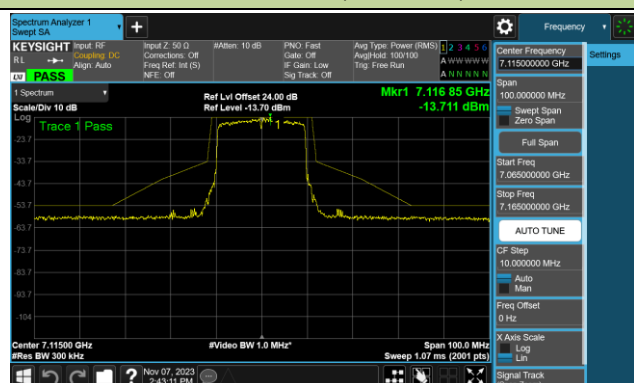 Spectrum Analyzer 1
Swept SA
Frequency
KEYSIGHT
Input: RF
Coupling: DC
Align: Auto
Input Z: 50 Ω
Corrections: Off
Freq Ref: Int (S)
NFE: Off
#Atten: 10 dB
PNO: Fast
Gate: Off
IF Gain: Low
Sig Track: Off
Avg Type: Power (RMS)
Avg|Hold: 100/100
Trig: Free Run
1 2 3 4 5 6
A W W W W W
A N N N N N
RL
LXI PASS
1 Spectrum
Scale/Div 10 dB
Ref Lvl Offset 24.00 dB
Ref Level -13.70 dBm
Mkr1 7.116 85 GHz
-13.711 dBm
Log
Trace 1 Pass
1
-23.7
-33.7
-43.7
-53.7
-63.7
-73.7
-83.7
-93.7
-104
Center 7.11500 GHz
#Res BW 300 kHz
#Video BW 1.0 MHz*
Span 100.0 MHz
Sweep 1.07 ms (2001 pts)
Nov 07, 2023
2:43:11 PM
Center Frequency
7.115000000 GHz
Settings
Span
100.000000 MHz
Swept Span
Zero Span
Full Span
Start Freq
7.065000000 GHz
Stop Freq
7.165000000 GHz
AUTO TUNE
CF Step
10.000000 MHz
Auto
Man
Freq Offset
0 Hz
X Axis Scale
Log
Lin
Signal Track